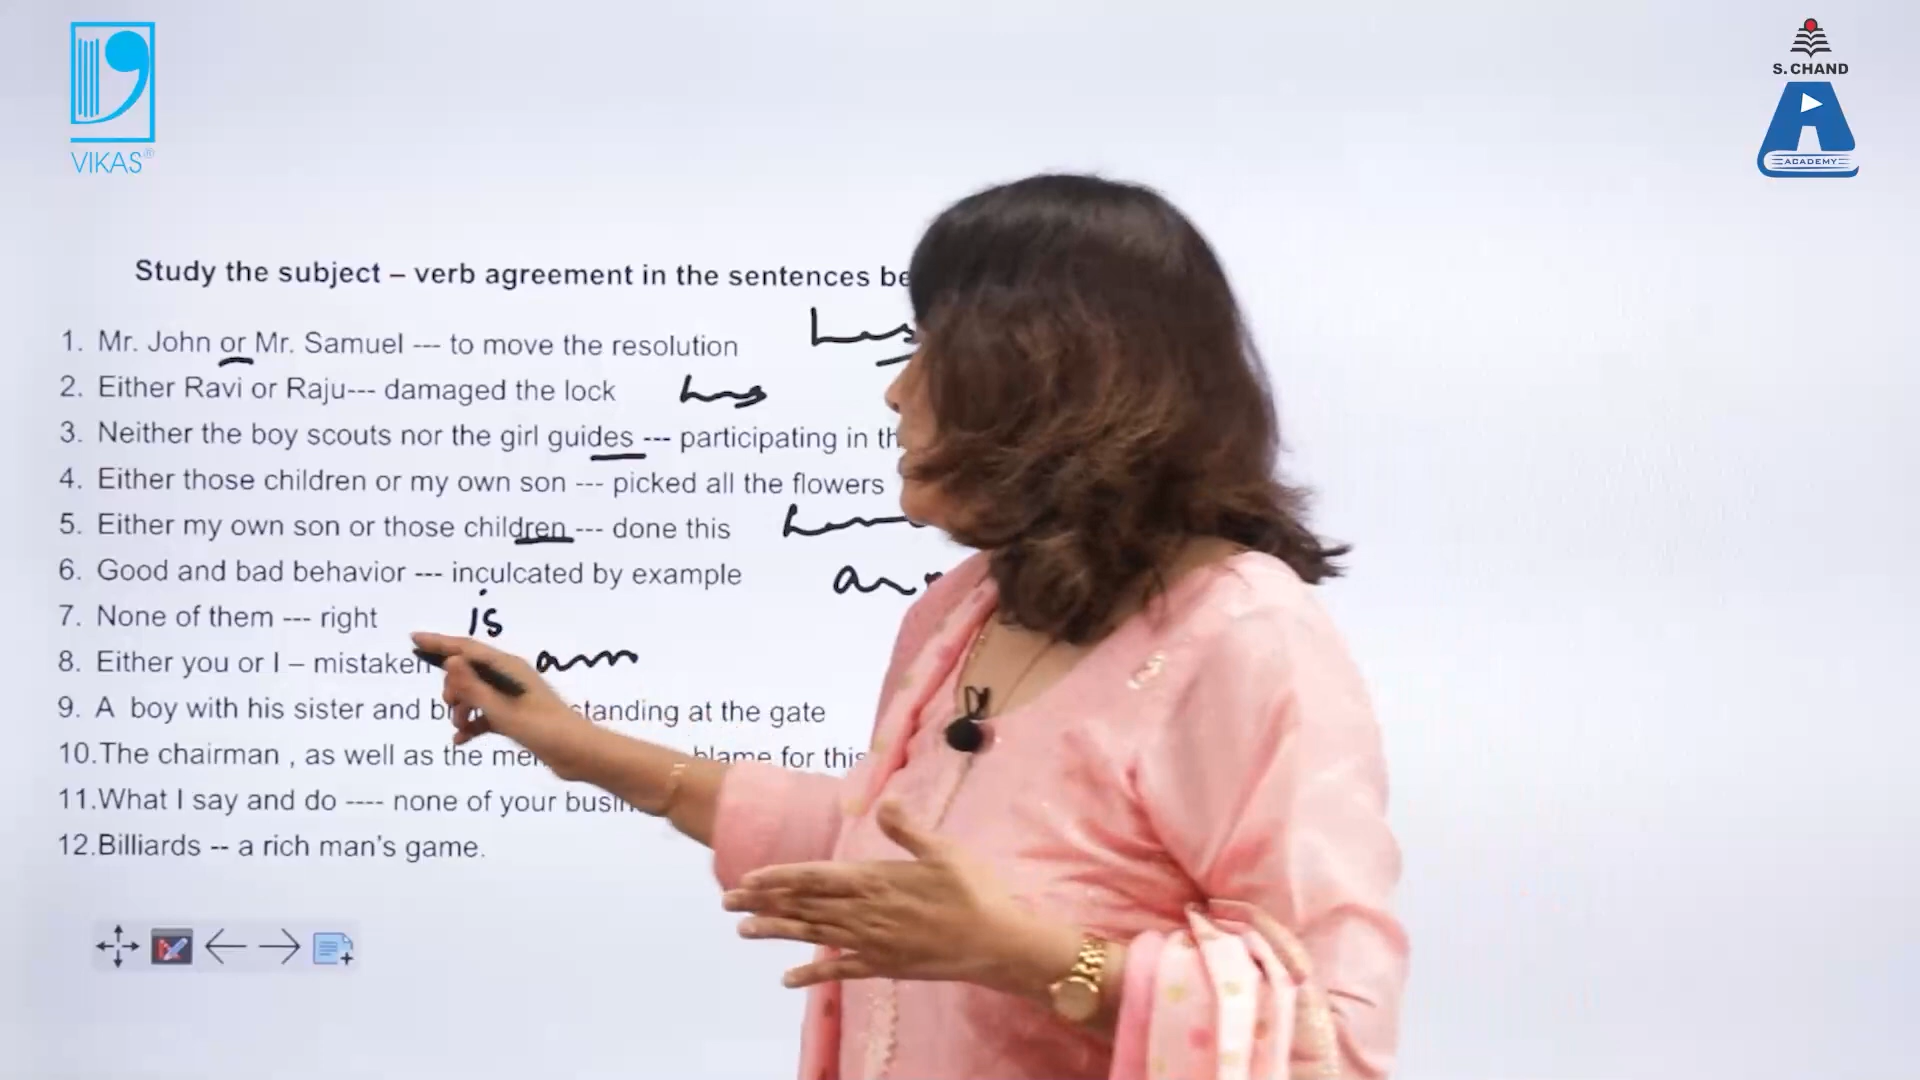 VIKAS®
S. CHAND
ACADEMY
Study the subject – verb agreement in the sentences
1. Mr. John or Mr. Samuel --- to move the resolution has
2. Either Ravi or Raju--- damaged the lock has
3. Neither the boy scouts nor the girl guides --- participating in
4. Either those children or my own son --- picked all the flowers
5. Either my own son or those children --- done this
6. Good and bad behavior --- inculcated by example are
7. None of them --- right is
8. Either you or I – mistaken am
9. A boy with his sister and standing at the gate
10.The chairman , as well as the blame for this
11.What I say and do ---- none of your
12.Billiards -- a rich man's game.